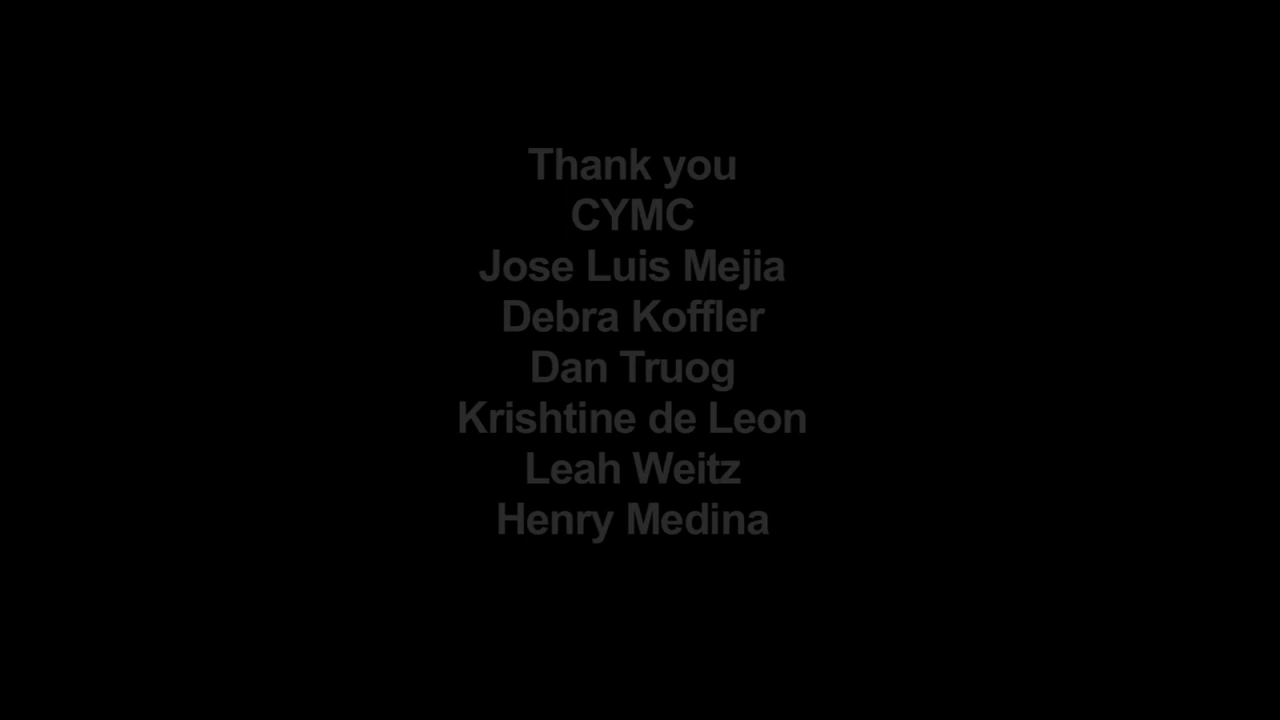 Thank you
CYMC
Jose Luis Mejia
Debra Koffler
Dan Truog
Krishtine de Leon
Leah Weitz
Henry Medina